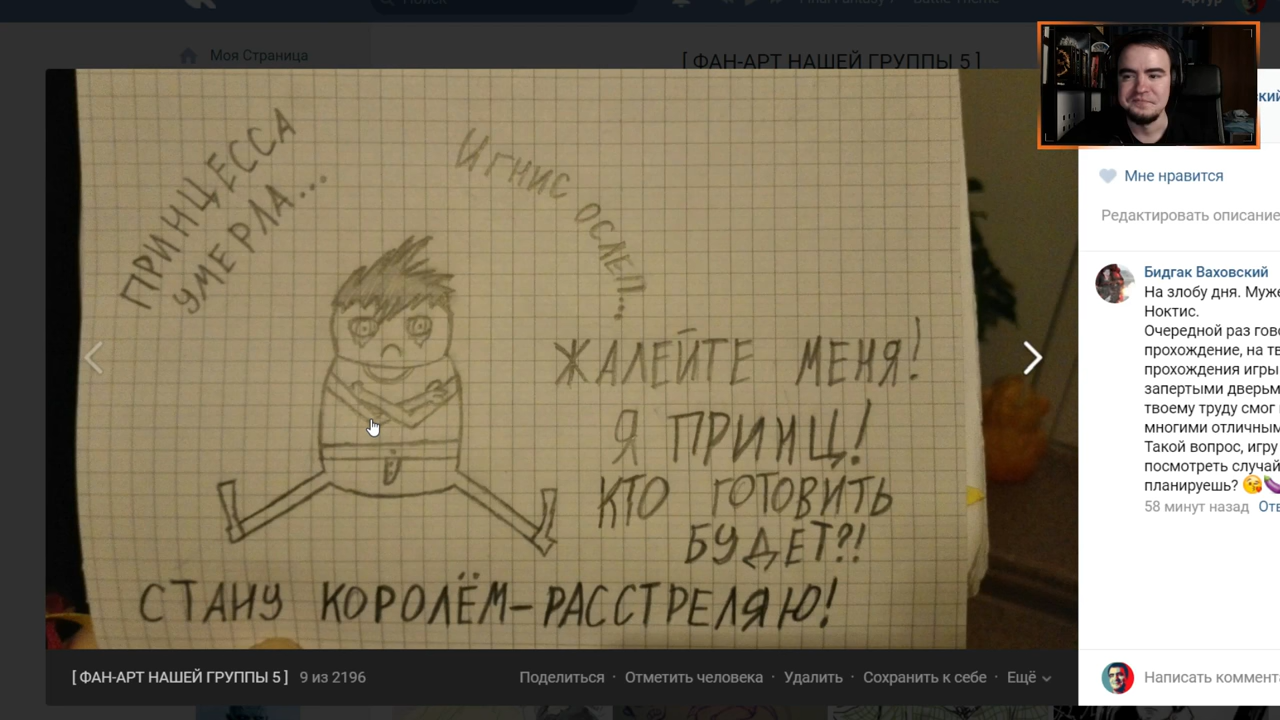 Поиск
Моя Страница
[ ФАН-АРТ НАШЕЙ ГРУППЫ 5 ]
ПРИНЦЕССА
УМЕРЛА...
ИГНИС ОСЛЕП...
ЖАЛЕЙТЕ МЕНЯ!
Я ПРИНЦ!
КТО ГОТОВИТЬ
БУДЕТ?!
СТАНУ КОРОЛЁМ-РАССТРЕЛЯЮ!
[ ФАН-АРТ НАШЕЙ ГРУППЫ 5 ] 9 из 2196
Поделиться · Отметить человека · Удалить · Сохранить к себе · Ещё
Мне нравится
Редактировать описание
Бидгак Ваховский
На злобу дня. Муже
Ноктис.
Очередной раз гово
прохождение, на тв
прохождения игры
запертыми дверьм
твоему труду смог
многими отличным
Такой вопрос, игру
посмотреть случай
планируешь?
58 минут назад Отв
Написать коммента